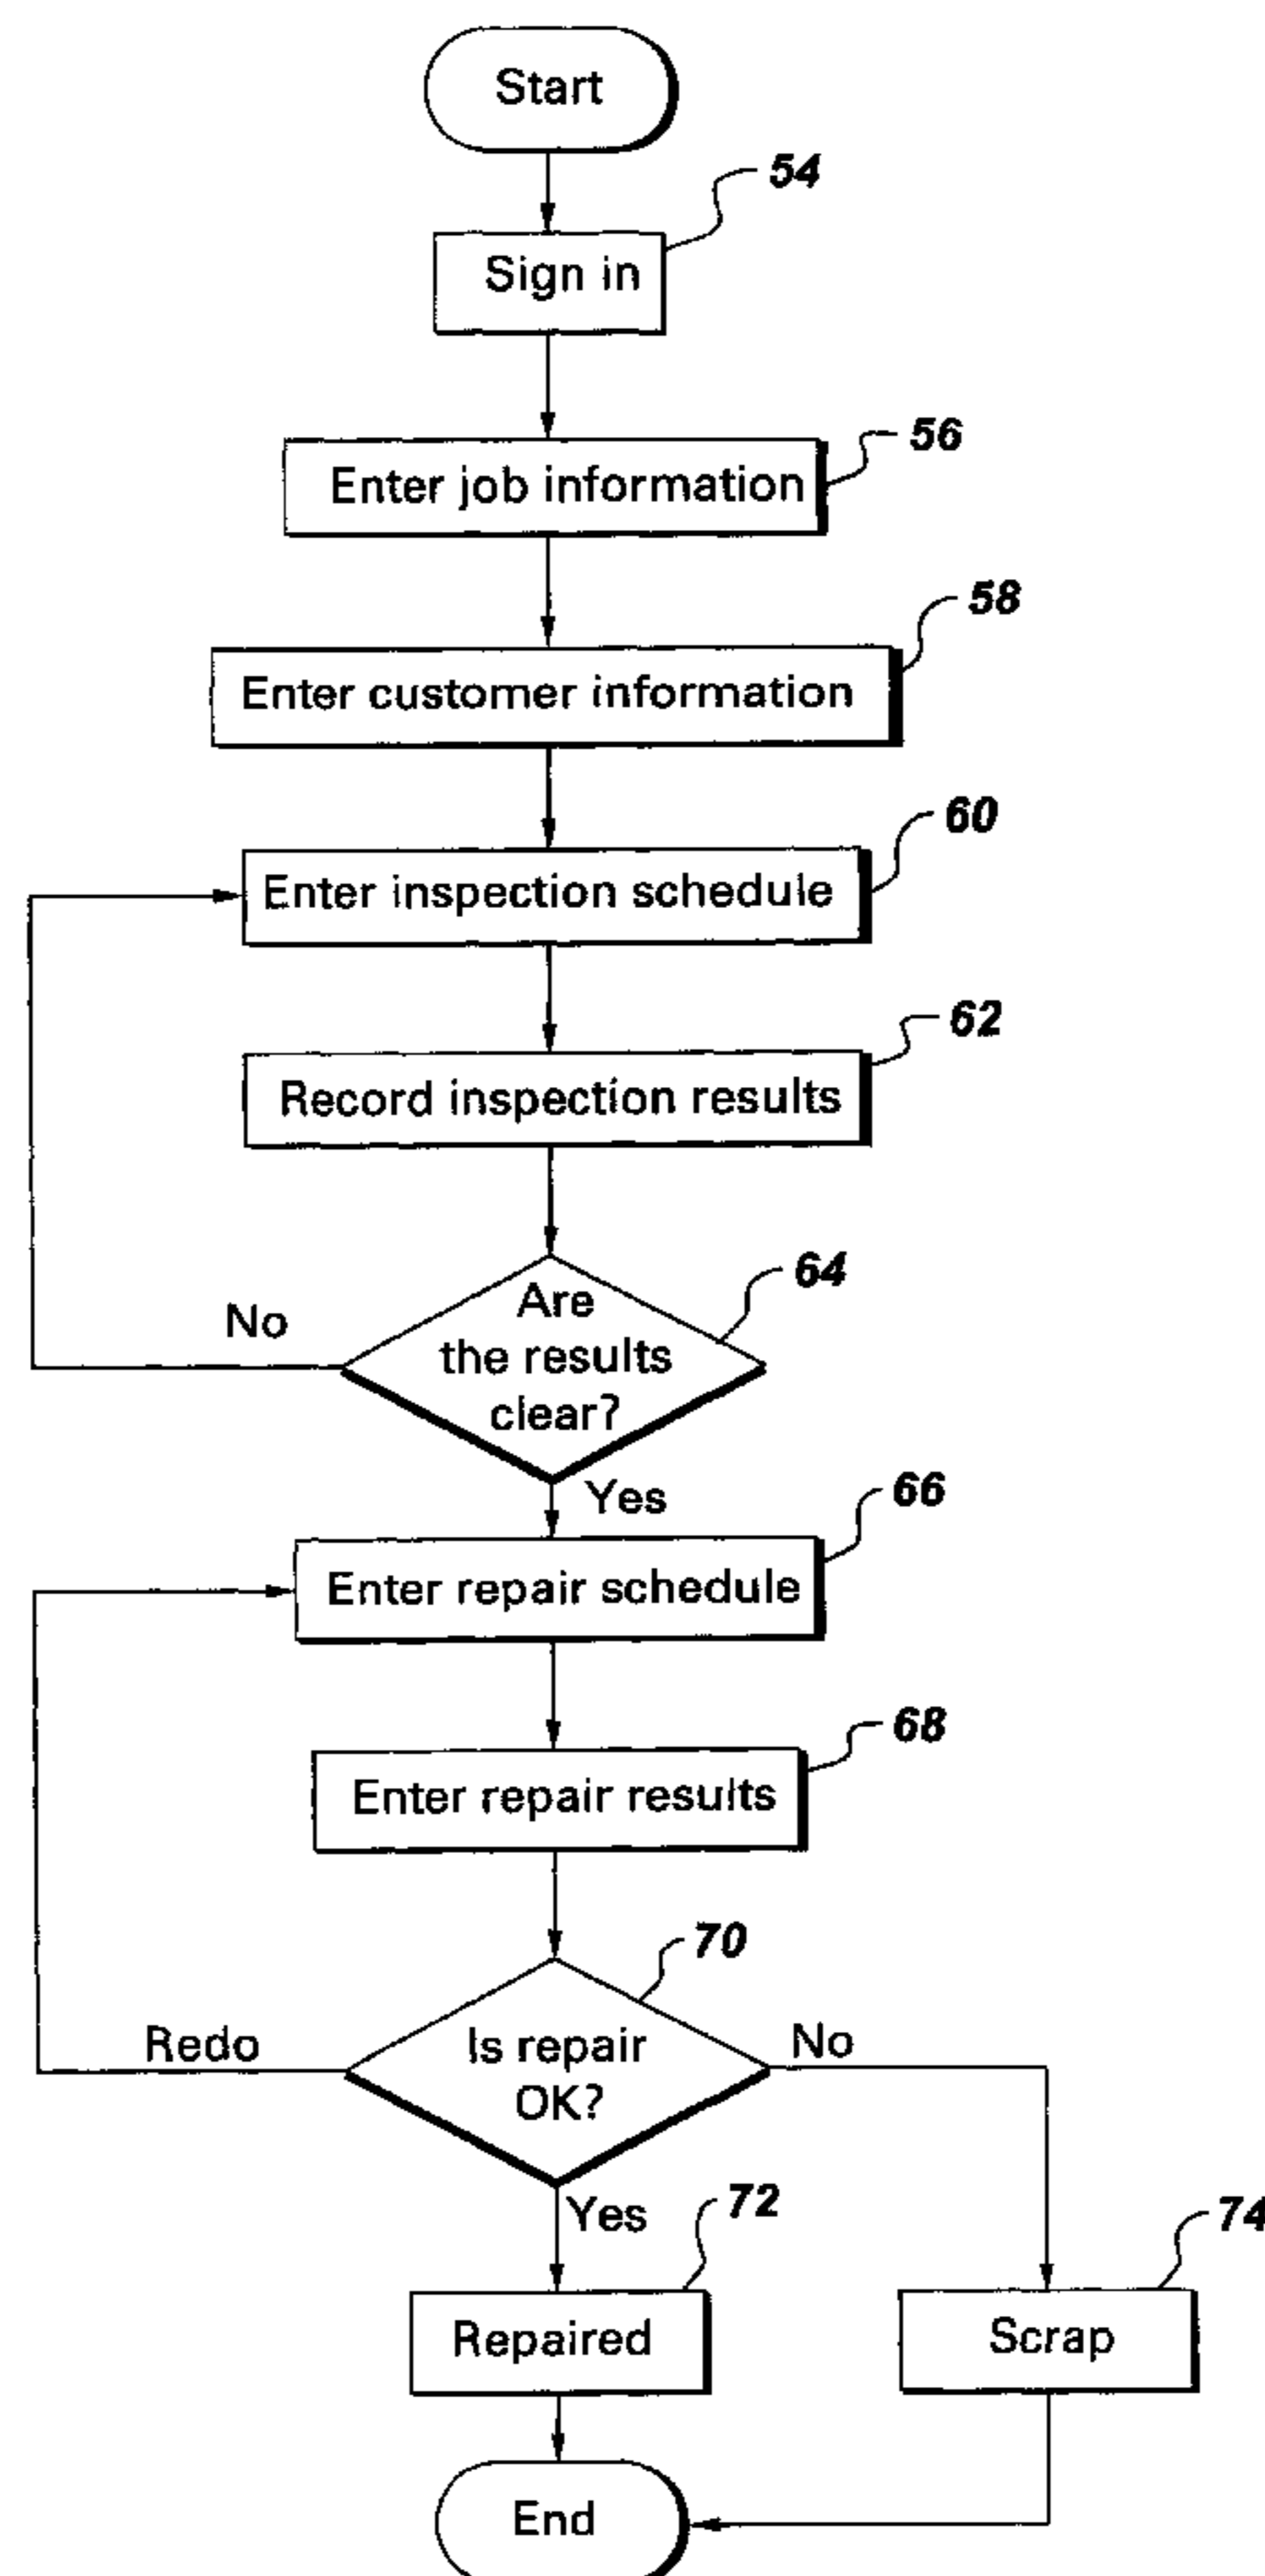 Start
54
Sign in
56
Enter job information
58
Enter customer information
60
Enter inspection schedule
62
Record inspection results
64
Are
the results
clear?
No
Yes
66
Enter repair schedule
68
Enter repair results
70
Is repair
OK?
Redo
No
Yes
72
Repaired
74
Scrap
End